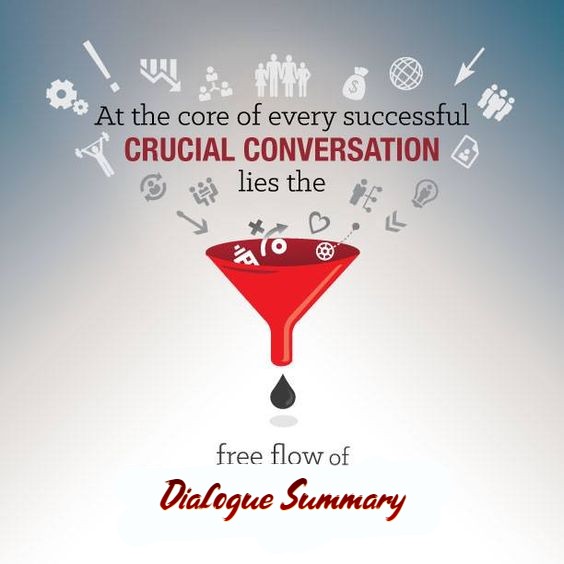 At the core of every successful
CRUCIAL CONVERSATION
lies the
free flow of
Dialogue Summary